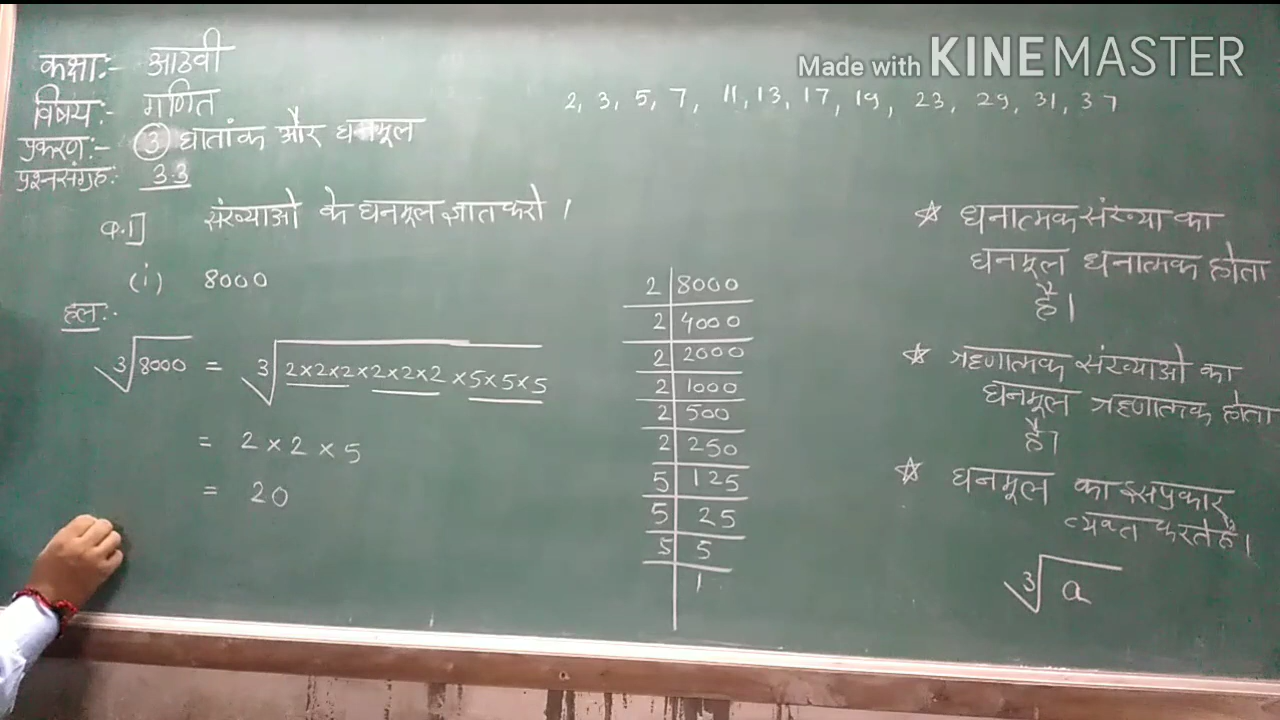 Made with KINEMASTER
कक्षा:- आठवी
विषय:- गणित
प्रकरण:- ③ घातांक और घनमूल
प्रश्नसंग्रह: 3.3
2, 3, 5, 7, 11, 13, 17, 19, 23, 29, 31, 37
Q.1] संख्याओ के घनमूल ज्ञात करो ।
(i) 8000
हल:-
∛8000 = ∛2×2×2×2×2×2×5×5×5
= 2×2×5
= 20
2 | 8000
2 | 4000
2 | 2000
2 | 1000
2 | 500
2 | 250
5 | 125
5 | 25
5 | 5
| 1
☆ धनात्मक संख्या का
घनमूल धनात्मक होता
है।
☆ ऋणात्मक संख्याओ का
घनमूल ऋणात्मक होता
है।
☆ घनमूल का इसप्रकार
व्यक्त करते है।
∛a